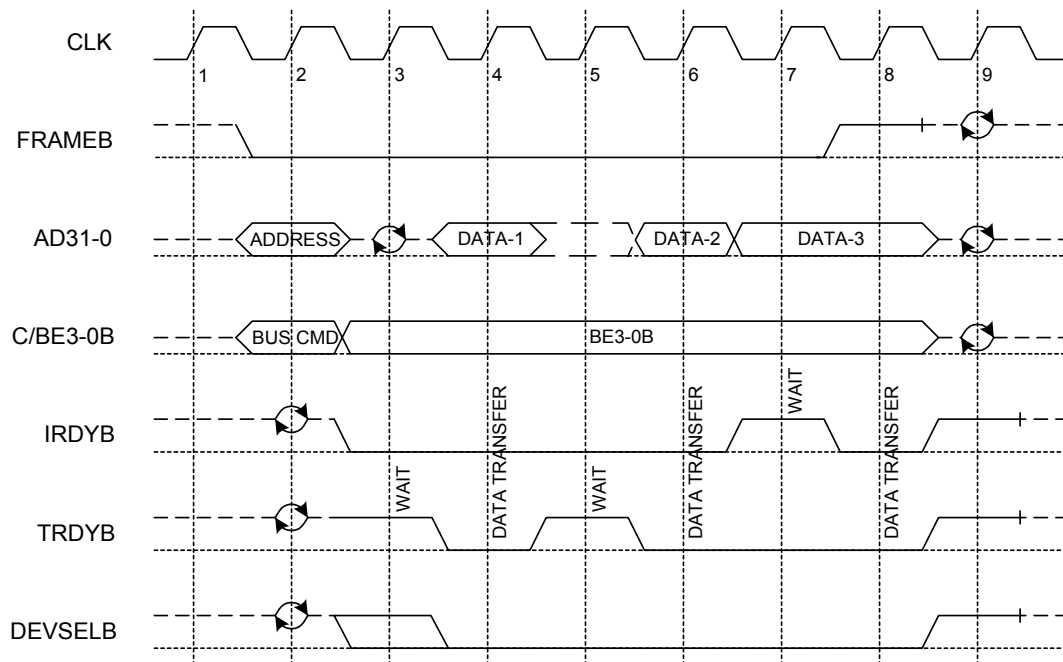 CLK
1 2 3 4 5 6 7 8 9
FRAMEB
AD31-0
ADDRESS DATA-1 DATA-2 DATA-3
C/BE3-0B
BUS CMD BE3-0B
IRDYB
WAIT
TRDYB
WAIT
DATA TRANSFER
WAIT
DATA TRANSFER
DATA TRANSFER
DEVSELB